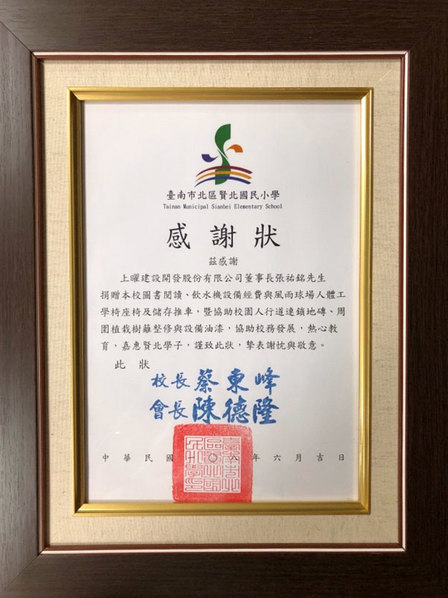 臺南市北區賢北國民小學
Tainan Municipal Sianbei Elementary School
感謝狀
茲感謝
上曜建設開發股份有限公司董事長張祐銘先生
捐贈本校圖書閱讀、飲水機設備經費與風雨球場人體工
學椅座椅及儲存推車，暨協助校園人行道連鎖地磚、周
圍植栽樹籬整修與設備油漆，協助校務發展，熱心教
育，嘉惠賢北學子，謹致此狀，摯表謝忱與敬意。
此狀
校長 蔡東峰
會長 陳德隆
中華民國 〇六年六月吉日